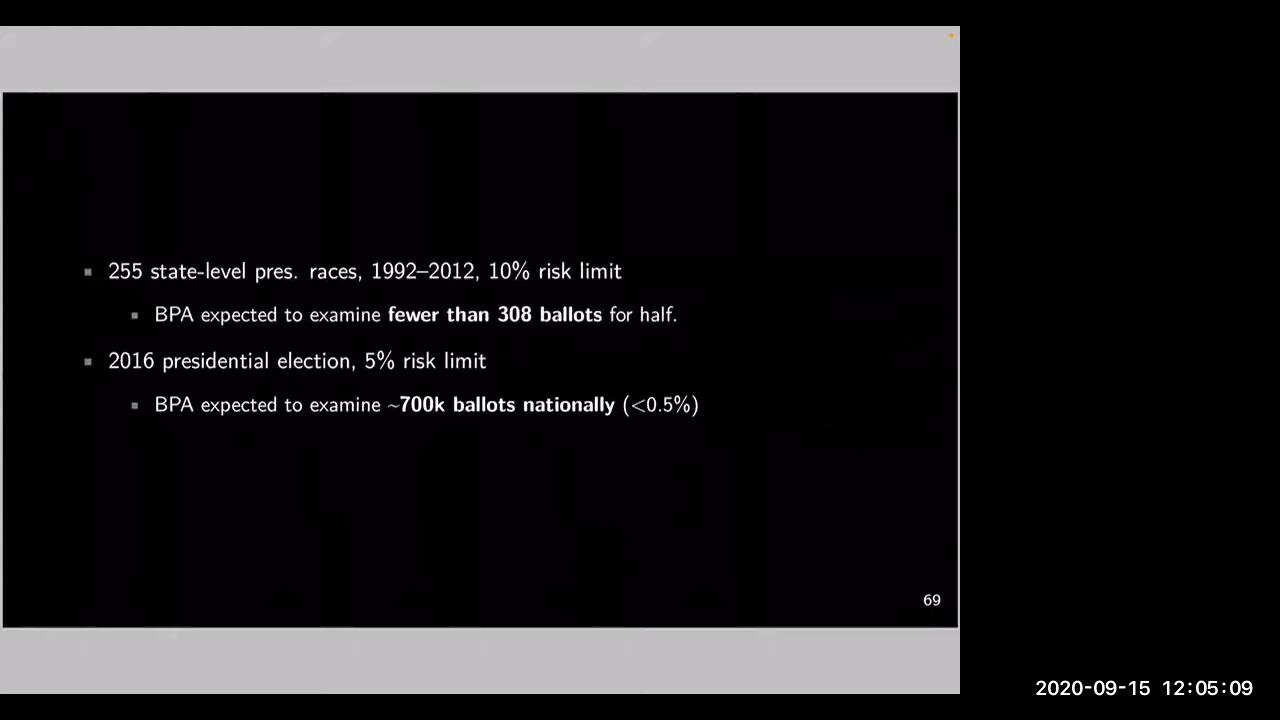 255 state-level pres. races, 1992–2012, 10% risk limit
BPA expected to examine fewer than 308 ballots for half.
2016 presidential election, 5% risk limit
BPA expected to examine ~700k ballots nationally (<0.5%)
69
2020-09-15 12:05:09